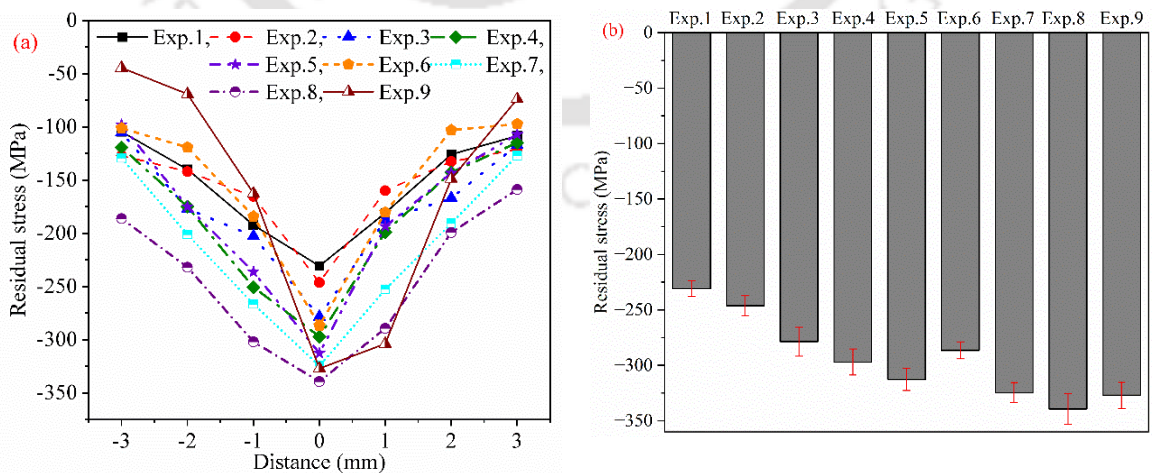 (a)
Exp.1, Exp.2, Exp.3 Exp.4,
Exp.5, Exp.6 Exp.7,
Exp.8, Exp.9
0
-50
-100
-150
-200
-250
-300
-350
Residual stress (MPa)
-3 -2 -1 0 1 2 3
Distance (mm)
(b)
Exp.1 Exp.2 Exp.3 Exp.4 Exp.5 Exp.6 Exp.7 Exp.8 Exp.9
0
−50
−100
−150
−200
−250
−300
−350
Residual stress (MPa)